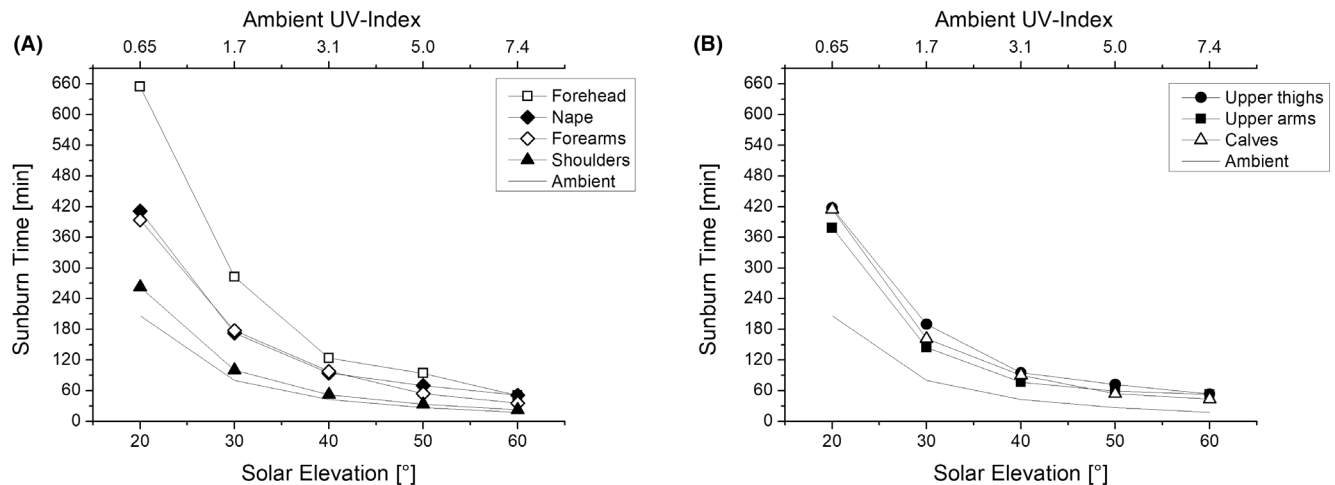 Ambient UV-Index
(A)
0.65 1.7 3.1 5.0 7.4
660
600
540
480
420
360
300
240
180
120
60
0
Sunburn Time [min]
Forehead
Nape
Forearms
Shoulders
Ambient
20 30 40 50 60
Solar Elevation [°]
Ambient UV-Index
(B)
0.65 1.7 3.1 5.0 7.4
660
600
540
480
420
360
300
240
180
120
60
0
Sunburn Time [min]
Upper thighs
Upper arms
Calves
Ambient
20 30 40 50 60
Solar Elevation [°]